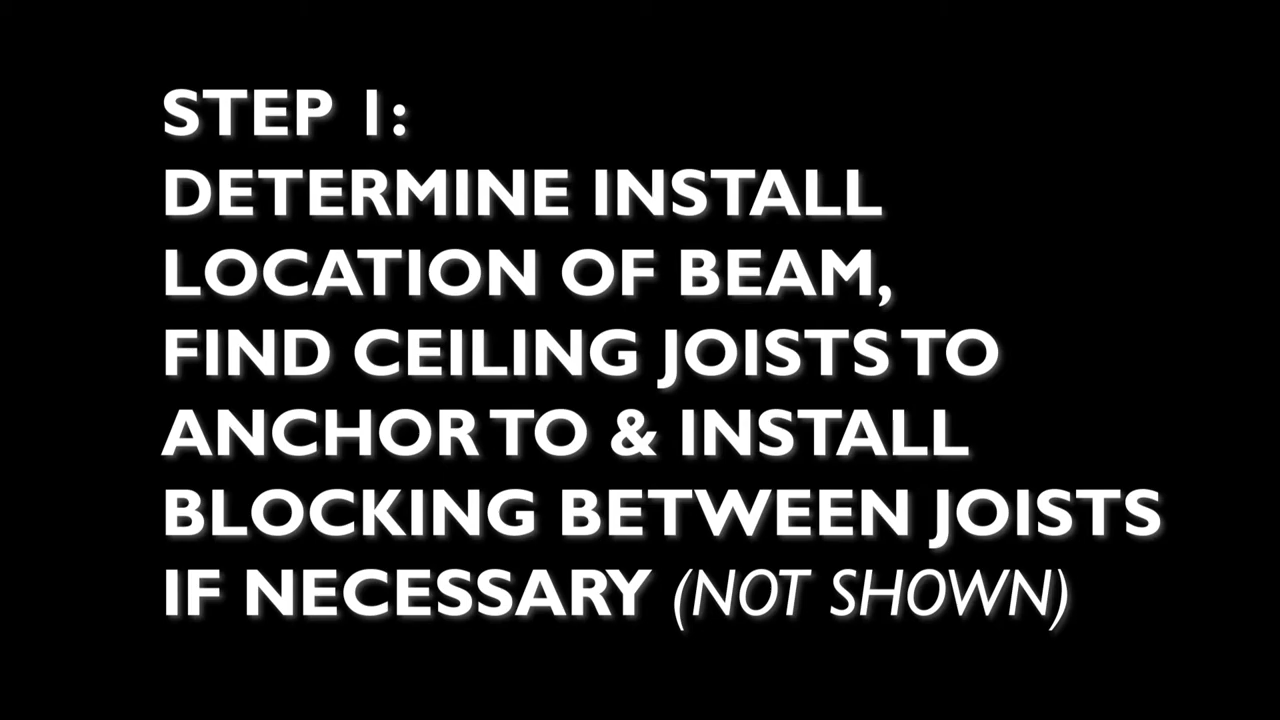 STEP 1:
DETERMINE INSTALL
LOCATION OF BEAM,
FIND CEILING JOISTS TO
ANCHOR TO & INSTALL
BLOCKING BETWEEN JOISTS
IF NECESSARY (NOT SHOWN)